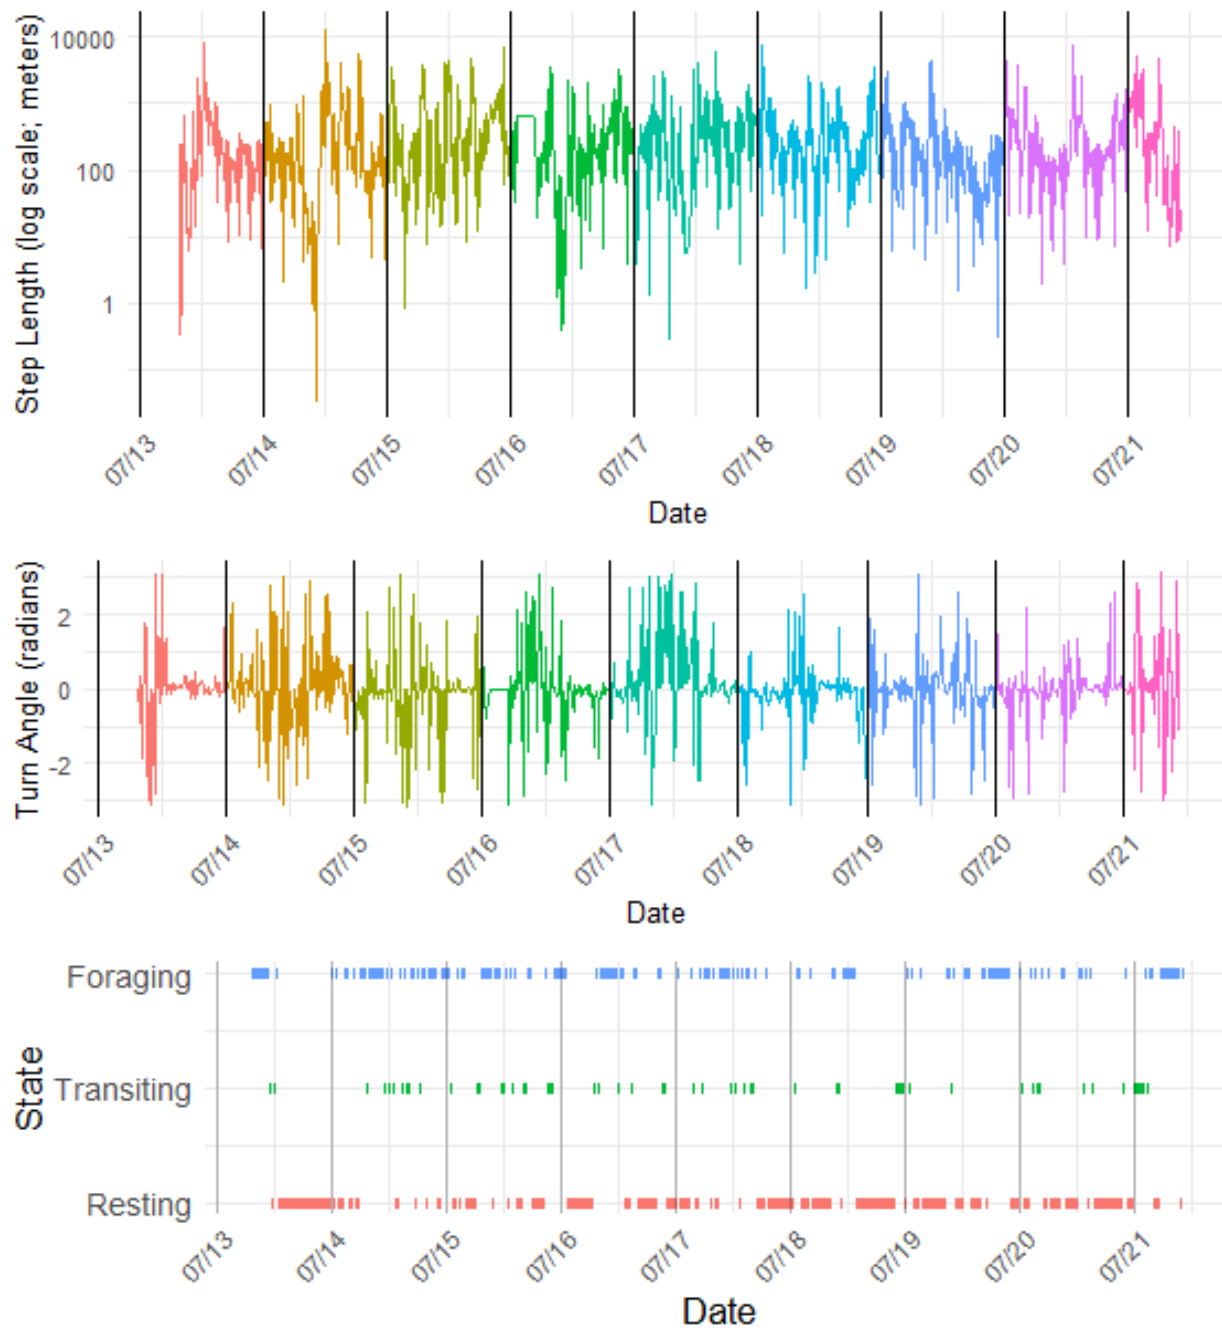 Step Length (log scale; meters)
10000
100
1
07/13 07/14 07/15 07/16 07/17 07/18 07/19 07/20 07/21
Date
Turn Angle (radians)
2
0
-2
07/13 07/14 07/15 07/16 07/17 07/18 07/19 07/20 07/21
Date
State
Foraging
Transiting
Resting
07/13 07/14 07/15 07/16 07/17 07/18 07/19 07/20 07/21
Date